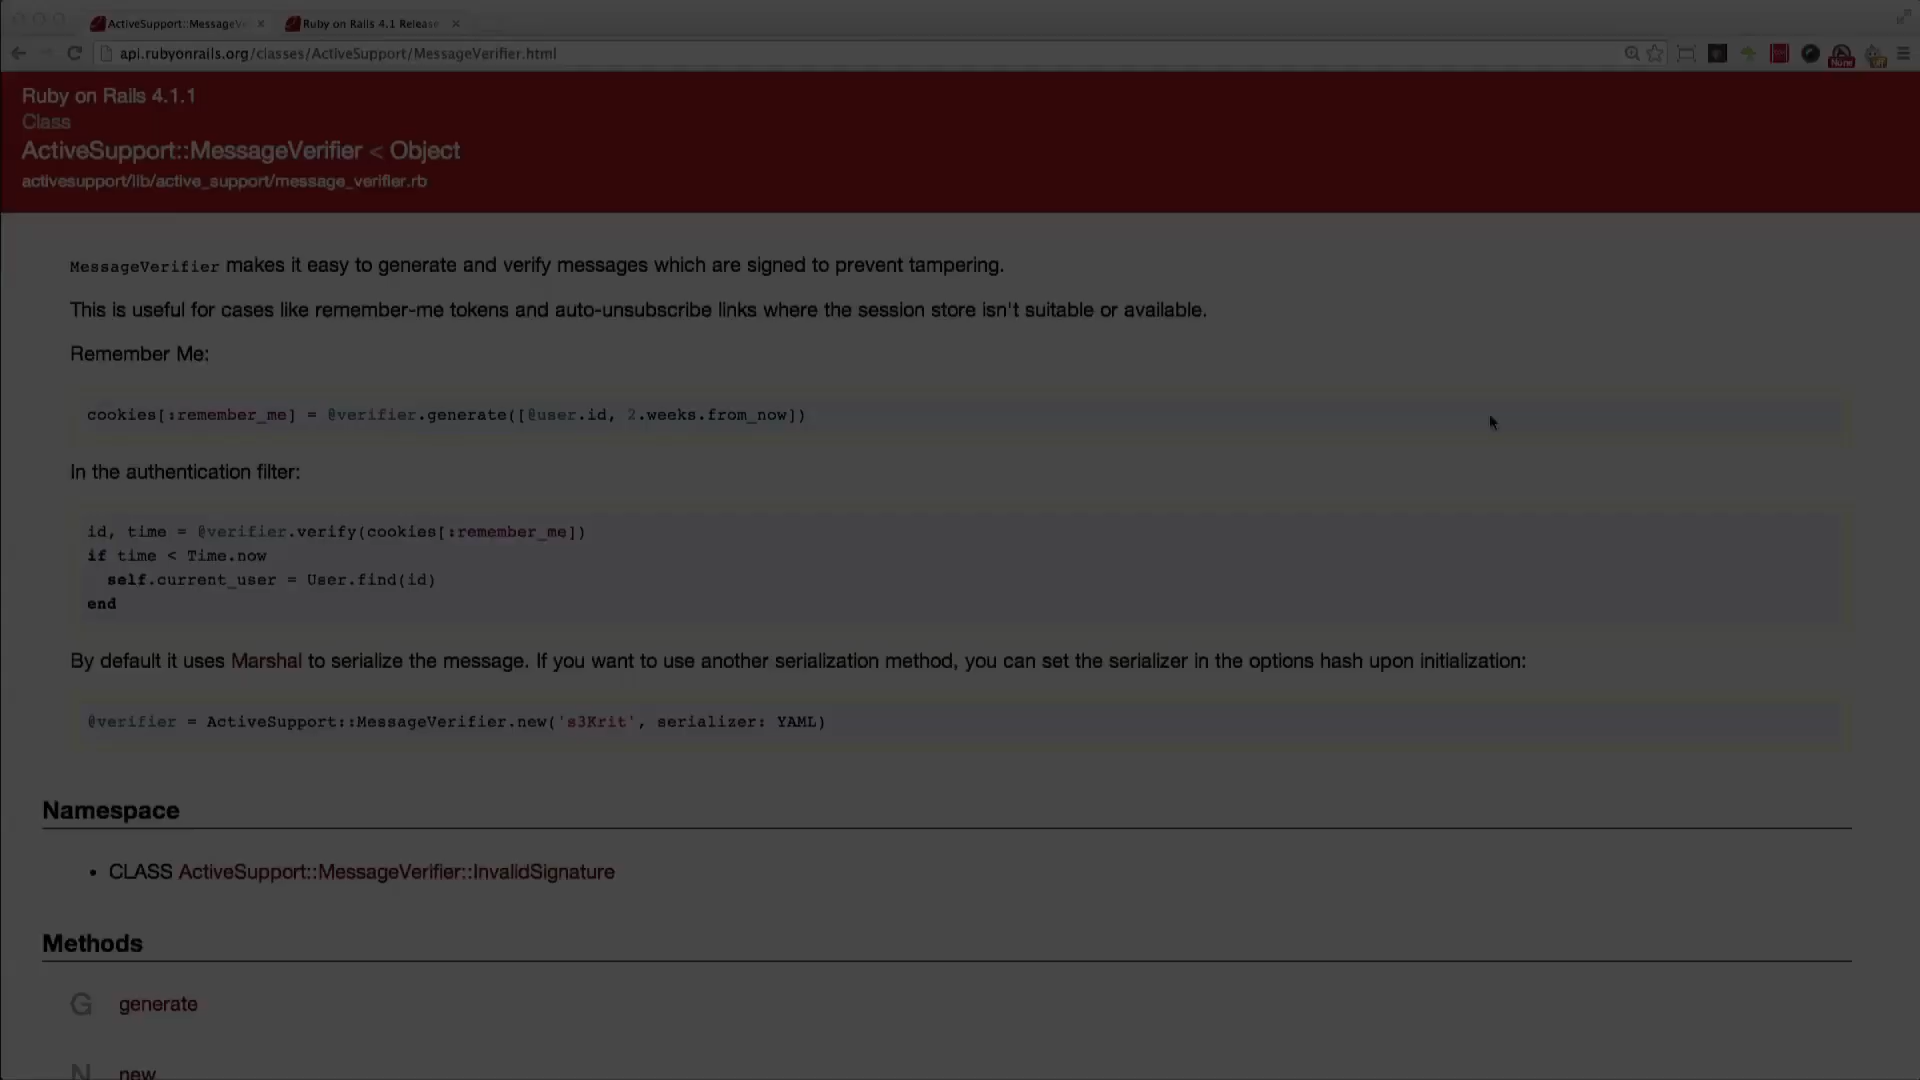 ActiveSupport::MessageVe
Ruby on Rails 4.1 Release
api.rubyonrails.org/classes/ActiveSupport/MessageVerifier.html
None
Ruby on Rails 4.1.1
Class
ActiveSupport::MessageVerifier < Object
activesupport/lib/active_support/message_verifier.rb
MessageVerifier makes it easy to generate and verify messages which are signed to prevent tampering.
This is useful for cases like remember-me tokens and auto-unsubscribe links where the session store isn't suitable or available.
Remember Me:
cookies[:remember_me] = @verifier.generate([@user.id, 2.weeks.from_now])
In the authentication filter:
id, time = @verifier.verify(cookies[:remember_me])
if time < Time.now
self.current_user = User.find(id)
end
By default it uses Marshal to serialize the message. If you want to use another serialization method, you can set the serializer in the options hash upon initialization:
@verifier = ActiveSupport::MessageVerifier.new('s3Krit', serializer: YAML)
Namespace
• CLASS ActiveSupport::MessageVerifier::InvalidSignature
Methods
G generate
N new